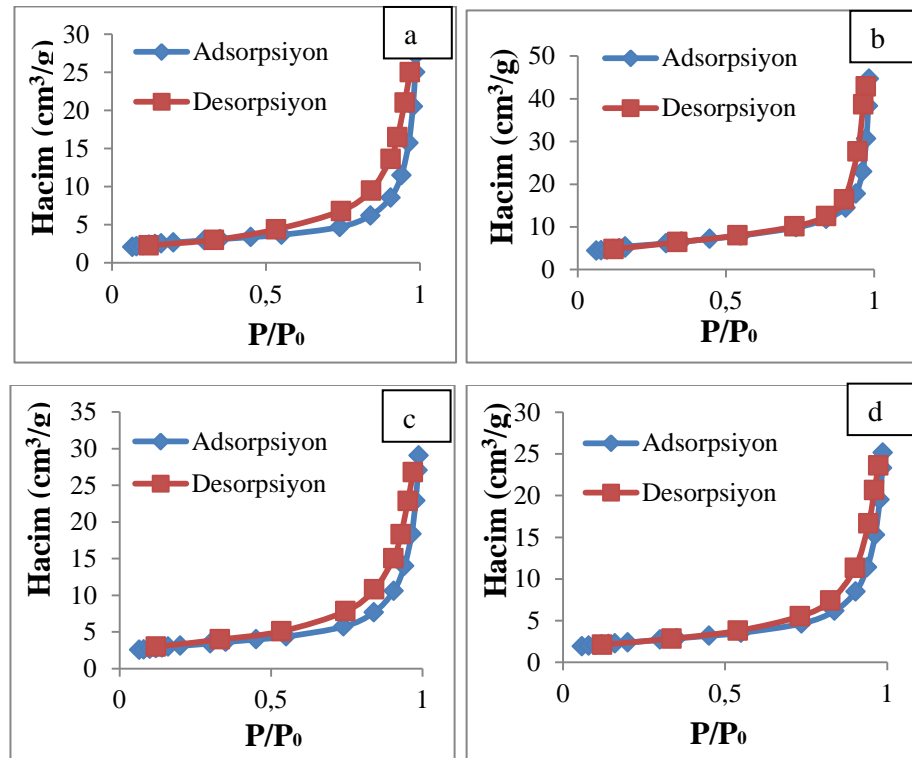 a
30
25
20
15
10
5
0
Hacim (cm³/g)
Adsorpsiyon
Desorpsiyon
0
0,5
1
P/P₀
b
50
40
30
20
10
0
Hacim (cm³/g)
Adsorpsiyon
Desorpsiyon
0
0,5
1
P/P₀
c
35
30
25
20
15
10
5
0
Hacim (cm³/g)
Adsorpsiyon
Desorpsiyon
0
0,5
1
P/P₀
d
30
25
20
15
10
5
0
Hacim (cm³/g)
Adsorpsiyon
Desorpsiyon
0
0,5
1
P/P₀